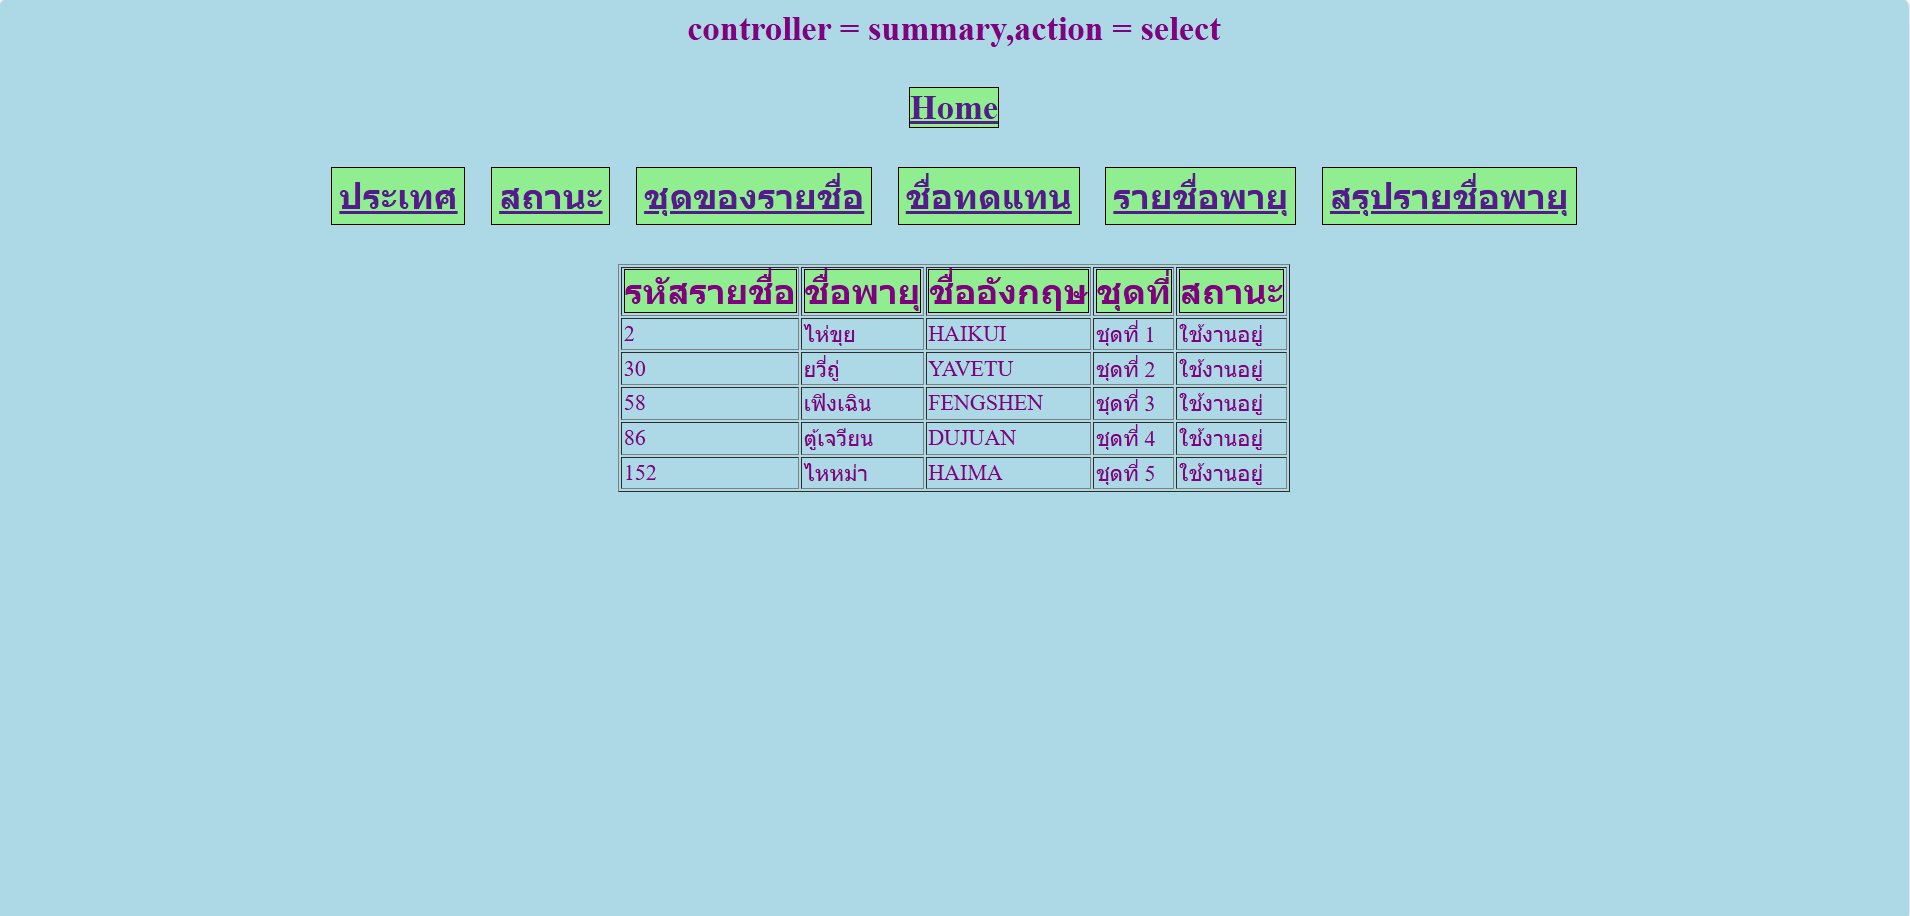 controller = summary,action = select
Home
ประเทศ สถานะ ชุดของรายชื่อ ชื่อทดแทน รายชื่อพายุ สรุปรายชื่อพายุ
รหัสรายชื่อ ชื่อพายุ ชื่ออังกฤษ ชุดที่ สถานะ
2 ไห่ขุย HAIKUI ชุดที่ 1 ใช้งานอยู่
30 ยวี่ถู่ YAVETU ชุดที่ 2 ใช้งานอยู่
58 เฟิงเฉิน FENGSHEN ชุดที่ 3 ใช้งานอยู่
86 ตู้เจวียน DUJUAN ชุดที่ 4 ใช้งานอยู่
152 ไหหม่า HAIMA ชุดที่ 5 ใช้งานอยู่